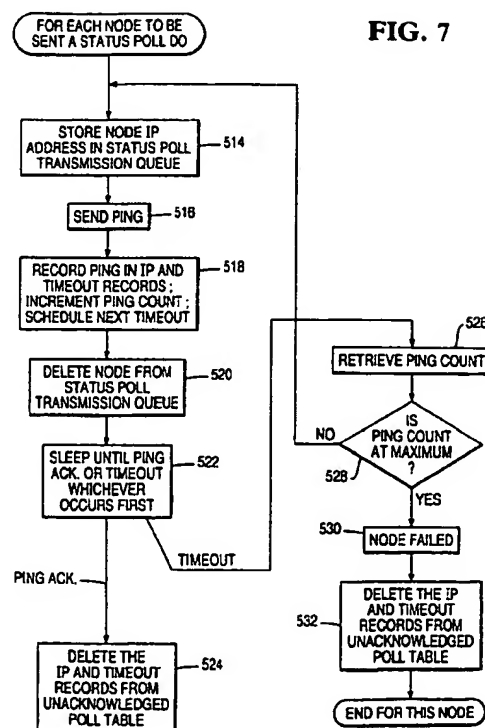 FIG. 7
FOR EACH NODE TO BE
SENT A STATUS POLL DO
STORE NODE IP
ADDRESS IN STATUS POLL
TRANSMISSION QUEUE
514
SEND PING
516
RECORD PING IN IP AND
TIMEOUT RECORDS;
INCREMENT PING COUNT;
SCHEDULE NEXT TIMEOUT
518
DELETE NODE FROM
STATUS POLL
TRANSMISSION QUEUE
520
SLEEP UNTIL PING
ACK. OR TIMEOUT
WHICHEVER
OCCURS FIRST
522
TIMEOUT
PING ACK.
DELETE THE
IP AND TIMEOUT
RECORDS FROM
UNACKNOWLEDGED
POLL TABLE
524
526
RETRIEVE PING COUNT
IS
PING COUNT
AT MAXIMUM
?
528
NO
YES
530
NODE FAILED
DELETE THE IP
AND TIMEOUT
RECORDS FROM
UNACKNOWLEDGED
POLL TABLE
532
END FOR THIS NODE